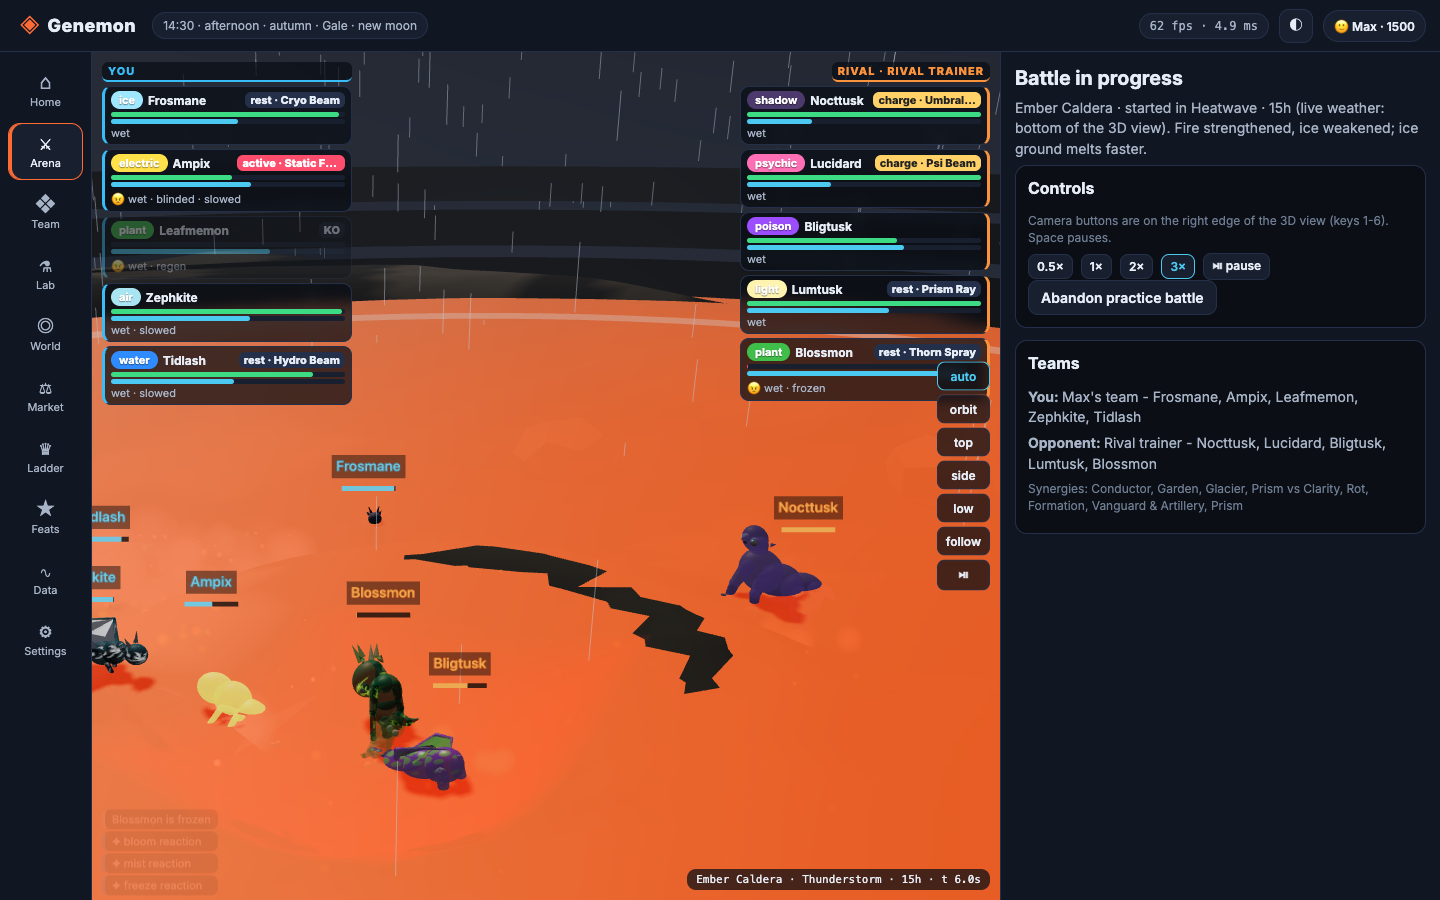 Genemon
14:30 · afternoon · autumn · Gale · new moon
62 fps · 4.9 ms
Max · 1500
Home
Arena
Team
Lab
World
Market
Ladder
Feats
Data
Settings
YOU
ice Frosmane rest · Cryo Beam
wet
electric Ampix active · Static F...
wet · blinded · slowed
plant Leafmemon KO
wet · regen
air Zephkite
wet · slowed
water Tidlash rest · Hydro Beam
wet · slowed
RIVAL · RIVAL TRAINER
shadow Nocttusk charge · Umbral...
wet
psychic Lucidard charge · Psi Beam
wet
poison Bligtusk
wet
light Lumtusk rest · Prism Ray
wet
plant Blossmon rest · Thorn Spray
wet · frozen
auto
orbit
top
side
low
follow
Frosmane
Nocttusk
dlash
kite
Ampix
Blossmon
Bligtusk
Blossmon is frozen
✦ bloom reaction
✦ mist reaction
✦ freeze reaction
Ember Caldera · Thunderstorm · 15h · t 6.0s
Battle in progress
Ember Caldera · started in Heatwave · 15h (live weather:
bottom of the 3D view). Fire strengthened, ice weakened; ice
ground melts faster.
Controls
Camera buttons are on the right edge of the 3D view (keys 1-6).
Space pauses.
0.5× 1× 2× 3× pause
Abandon practice battle
Teams
You: Max's team - Frosmane, Ampix, Leafmemon,
Zephkite, Tidlash
Opponent: Rival trainer - Nocttusk, Lucidard, Bligtusk,
Lumtusk, Blossmon
Synergies: Conductor, Garden, Glacier, Prism vs Clarity, Rot,
Formation, Vanguard & Artillery, Prism